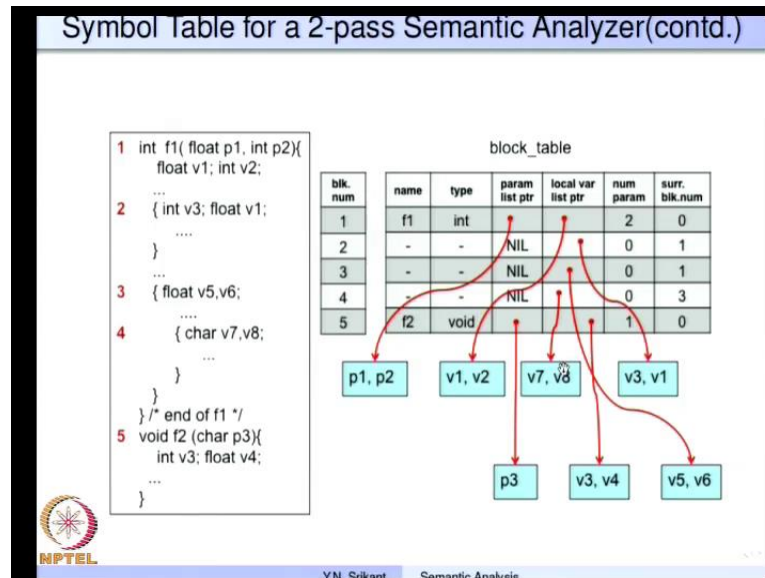 Symbol Table for a 2-pass Semantic Analyzer(contd.)
1 int f1( float p1, int p2){
float v1; int v2;
...
2 { int v3; float v1;
....
}
...
3 { float v5,v6;
....
4 { char v7,v8;
...
}
}
} /* end of f1 */
5 void f2 (char p3){
int v3; float v4;
...
}
block_table
blk. num name type param list ptr local var list ptr num param surr. blk.num
1 f1 int 2 0
2 - - NIL 0 1
3 - - NIL 0 1
4 - - NIL 0 3
5 f2 void 1 0
p1, p2 v1, v2 v7, v8 v3, v1
p3 v3, v4 v5, v6
NPTEL
Y.N. Srikant Semantic Analysis